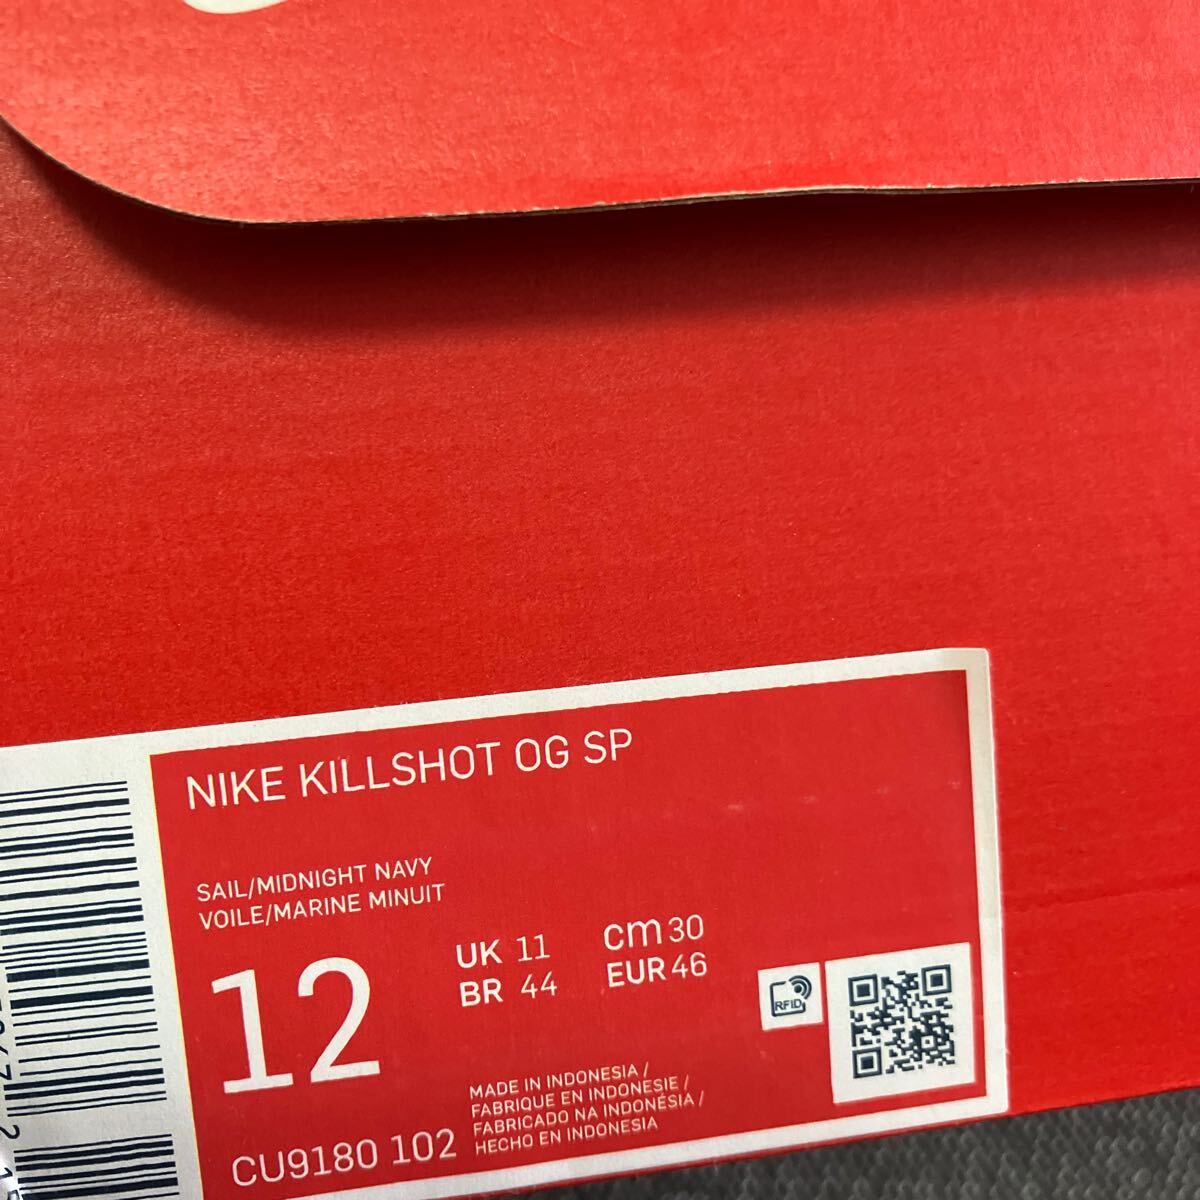 NIKE KILLSHOT OG SP
SAIL/MIDNIGHT NAVY
VOILE/MARINE MINUIT
12
UK 11
BR 44
cm 30
EUR 46
RFID
CU9180 102
MADE IN INDONESIA /
FABRIQUE EN INDONESIE /
FABRICADO NA INDONÉSIA /
HECHO EN INDONESIA